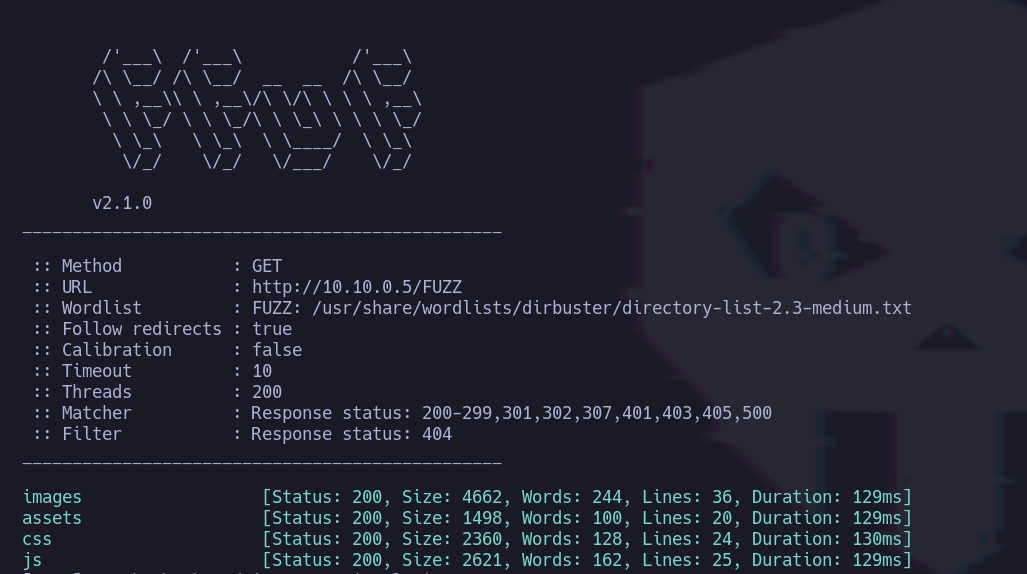 /'___\  /'___\           /'___\
       /\ \__/ /\ \__/  __  __  /\ \__/
       \ \ ,__\\ \ ,__\/\ \/\ \ \ \ ,__\
        \ \ \_/ \ \ \_/\ \ \_\ \ \ \ \_/
         \ \_\   \ \_\  \ \____/  \ \_\
          \/_/    \/_/   \/___/    \/_/
       v2.1.0
________________________________________________
 :: Method           : GET
 :: URL              : http://10.10.0.5/FUZZ
 :: Wordlist         : FUZZ: /usr/share/wordlists/dirbuster/directory-list-2.3-medium.txt
 :: Follow redirects : true
 :: Calibration      : false
 :: Timeout          : 10
 :: Threads          : 200
 :: Matcher          : Response status: 200-299,301,302,307,401,403,405,500
 :: Filter           : Response status: 404
________________________________________________
images                  [Status: 200, Size: 4662, Words: 244, Lines: 36, Duration: 129ms]
assets                  [Status: 200, Size: 1498, Words: 100, Lines: 20, Duration: 129ms]
css                     [Status: 200, Size: 2360, Words: 128, Lines: 24, Duration: 130ms]
js                      [Status: 200, Size: 2621, Words: 162, Lines: 25, Duration: 129ms]